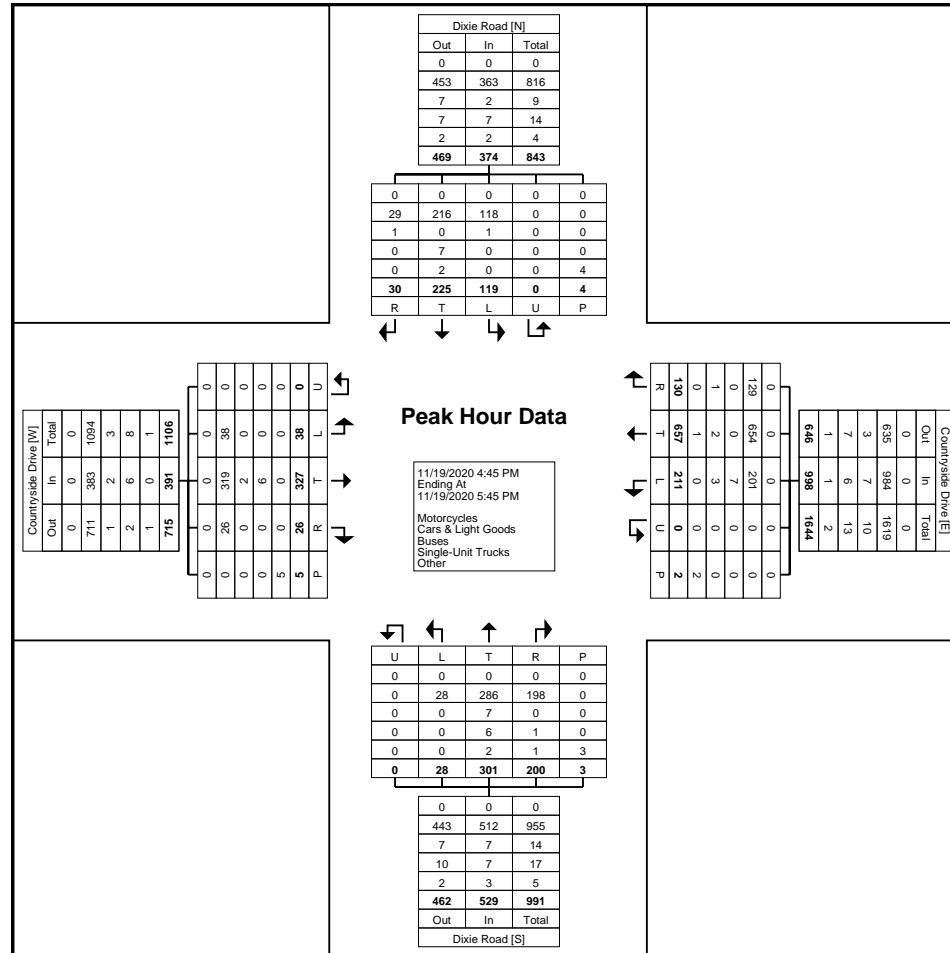 Dixie Road [N]
Out In Total
0 0 0
453 363 816
7 2 9
7 7 14
2 2 4
469 374 843
0 0 0 0 0
29 216 118 0 0
1 0 1 0 0
0 7 0 0 0
0 2 0 0 4
30 225 119 0 4
R T L U P
Countryside Drive [W]
Out In Total
0 0 0
711 383 1094
1 2 3
2 6 8
1 0 1
715 391 1106
0 0 0 0 0
0 38 319 26 0
0 0 2 0 0
0 0 6 0 0
0 0 0 0 5
0 38 327 26 5
U L T R P
Peak Hour Data
11/19/2020 4:45 PM
Ending At
11/19/2020 5:45 PM
Motorcycles
Cars & Light Goods
Buses
Single-Unit Trucks
Other
Countryside Drive [E]
Out In Total
0 0 0
635 984 1619
3 7 10
7 6 13
1 1 2
646 998 1644
0 0 0 0 0
129 654 201 0 0
0 0 7 0 0
1 2 3 0 0
0 1 0 0 2
130 657 211 0 2
R T L U P
U L T R P
0 0 0 0 0
0 28 286 198 0
0 0 7 0 0
0 0 6 1 0
0 0 2 1 3
0 28 301 200 3
0 0 0
443 512 955
7 7 14
10 7 17
2 3 5
462 529 991
Out In Total
Dixie Road [S]